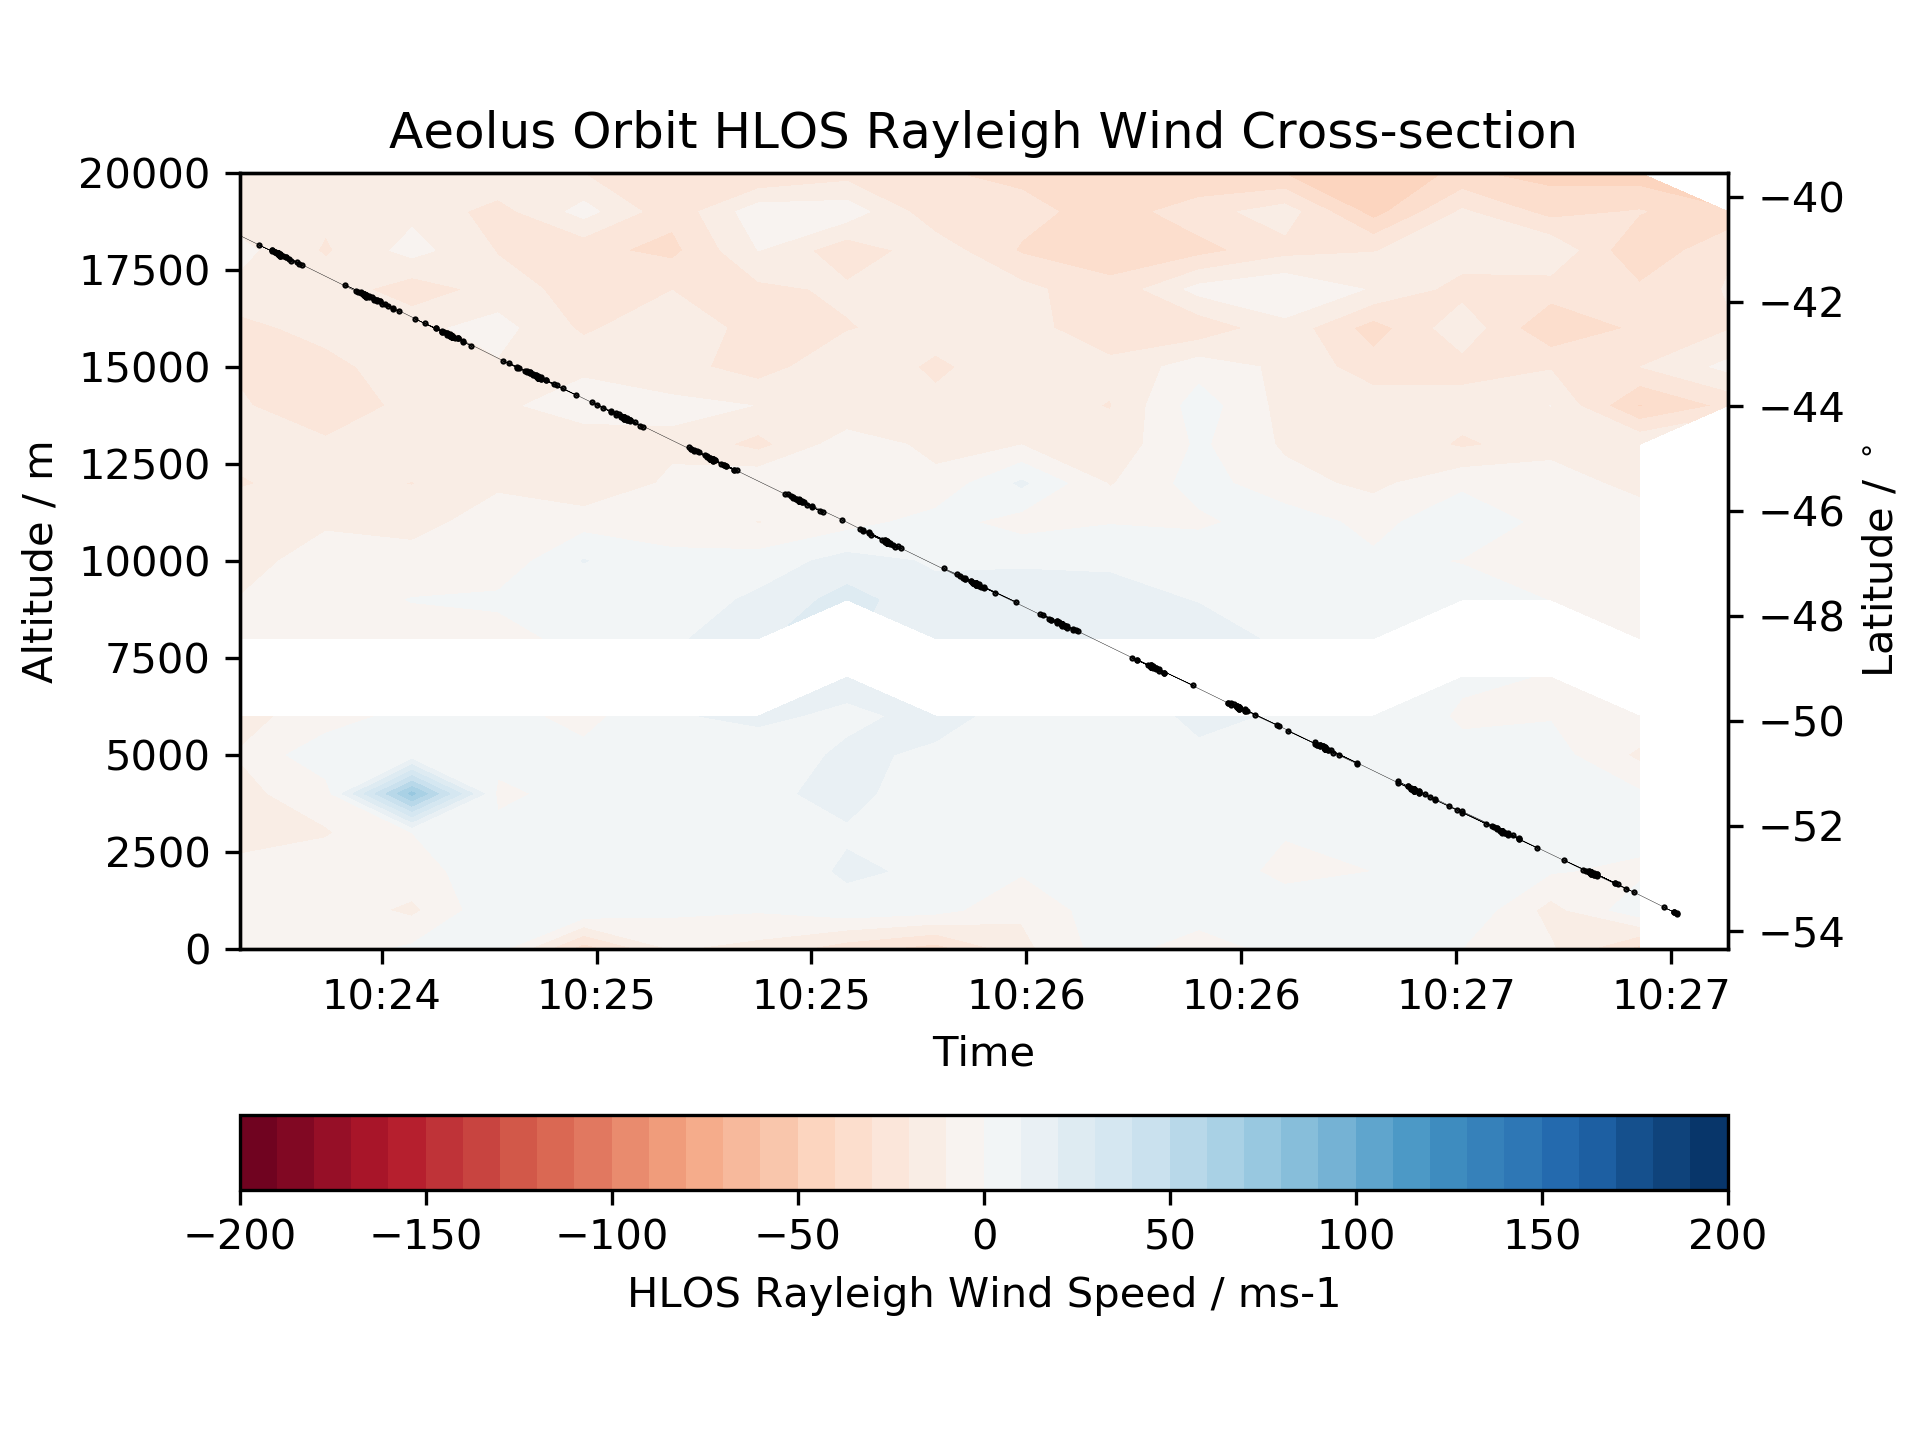 Aeolus Orbit HLOS Rayleigh Wind Cross-section
20000
17500
15000
12500
10000
7500
5000
2500
0
Altitude / m
−40
−42
−44
−46
−48
−50
−52
−54
Latitude / °
10:24 10:25 10:25 10:26 10:26 10:27 10:27
Time
−200 −150 −100 −50 0 50 100 150 200
HLOS Rayleigh Wind Speed / ms-1